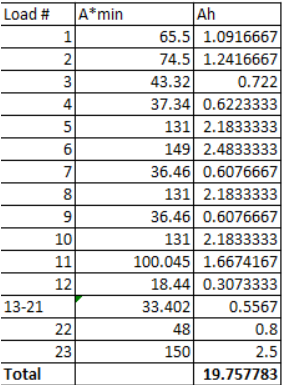 Load # A*min Ah
1 65.5 1.0916667
2 74.5 1.2416667
3 43.32 0.722
4 37.34 0.6223333
5 131 2.1833333
6 149 2.4833333
7 36.46 0.6076667
8 131 2.1833333
9 36.46 0.6076667
10 131 2.1833333
11 100.045 1.6674167
12 18.44 0.3073333
13-21 33.402 0.5567
22 48 0.8
23 150 2.5
Total 19.757783